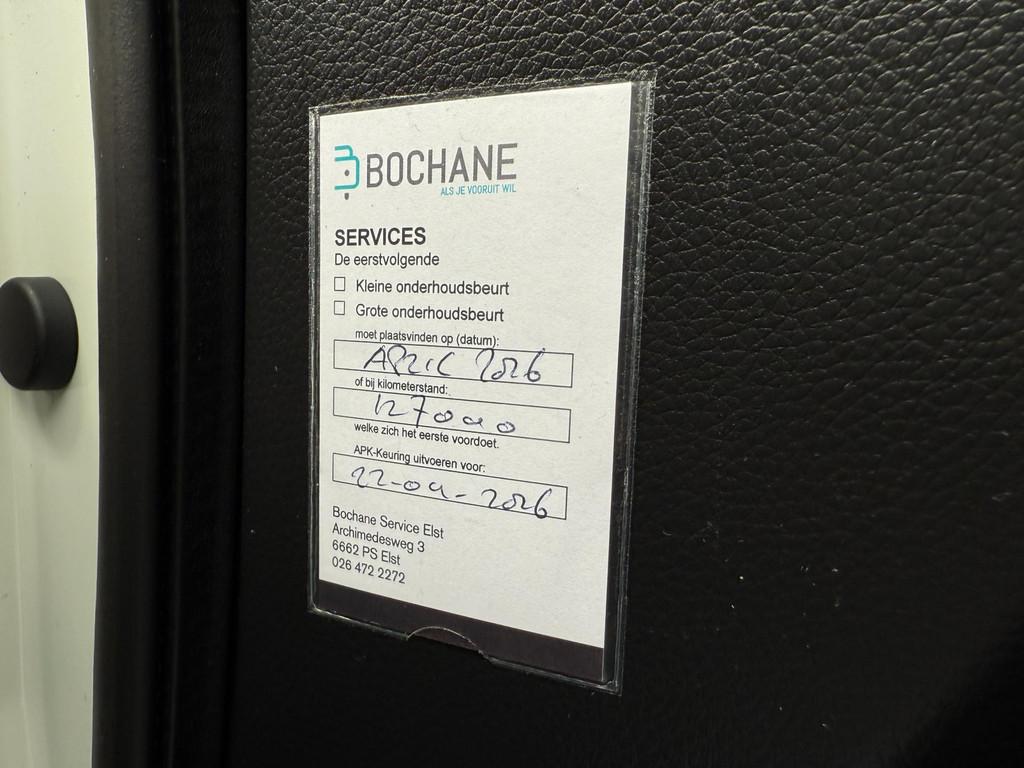 BOCHANE
ALS JE VOORUIT WIL
SERVICES
De eerstvolgende
Kleine onderhoudsbeurt
Grote onderhoudsbeurt
moet plaatsvinden op (datum):
APRIL 2026
of bij kilometerstand:
127000
welke zich het eerste voordoet.
APK-Keuring uitvoeren voor:
22-04-2026
Bochane Service Elst
Archimedesweg 3
6662 PS Elst
026 472 2272